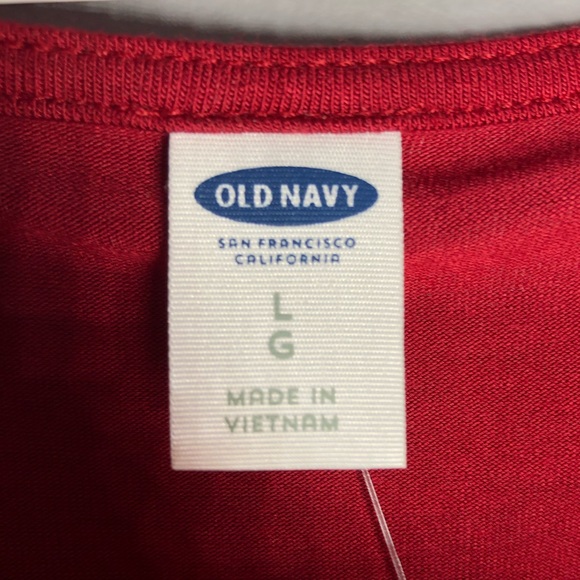 OLD NAVY
SAN FRANCISCO
CALIFORNIA
L
G
MADE IN
VIETNAM